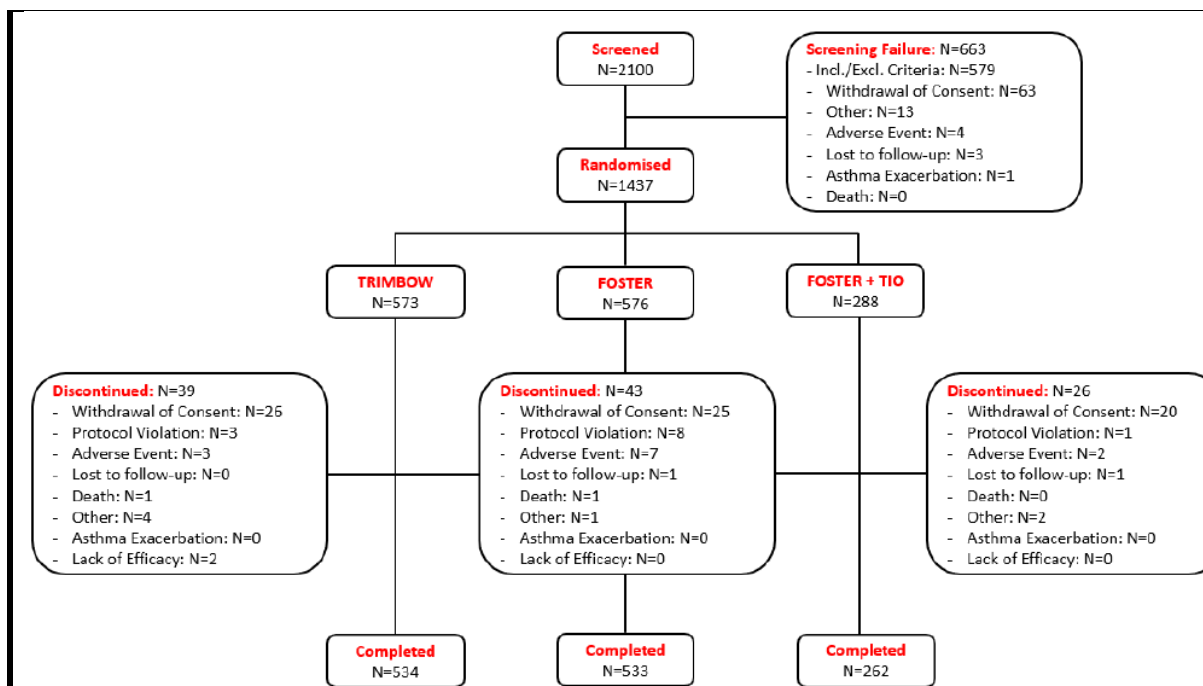 Screened
N=2100
Screening Failure: N=663
- Incl./Excl. Criteria: N=579
- Withdrawal of Consent: N=63
- Other: N=13
- Adverse Event: N=4
- Lost to follow-up: N=3
- Asthma Exacerbation: N=1
- Death: N=0
Randomised
N=1437
TRIMBOW
N=573
FOSTER
N=576
FOSTER + TIO
N=288
Discontinued: N=39
- Withdrawal of Consent: N=26
- Protocol Violation: N=3
- Adverse Event: N=3
- Lost to follow-up: N=0
- Death: N=1
- Other: N=4
- Asthma Exacerbation: N=0
- Lack of Efficacy: N=2
Discontinued: N=43
- Withdrawal of Consent: N=25
- Protocol Violation: N=8
- Adverse Event: N=7
- Lost to follow-up: N=1
- Death: N=1
- Other: N=1
- Asthma Exacerbation: N=0
- Lack of Efficacy: N=0
Discontinued: N=26
- Withdrawal of Consent: N=20
- Protocol Violation: N=1
- Adverse Event: N=2
- Lost to follow-up: N=1
- Death: N=0
- Other: N=2
- Asthma Exacerbation: N=0
- Lack of Efficacy: N=0
Completed
N=534
Completed
N=533
Completed
N=262